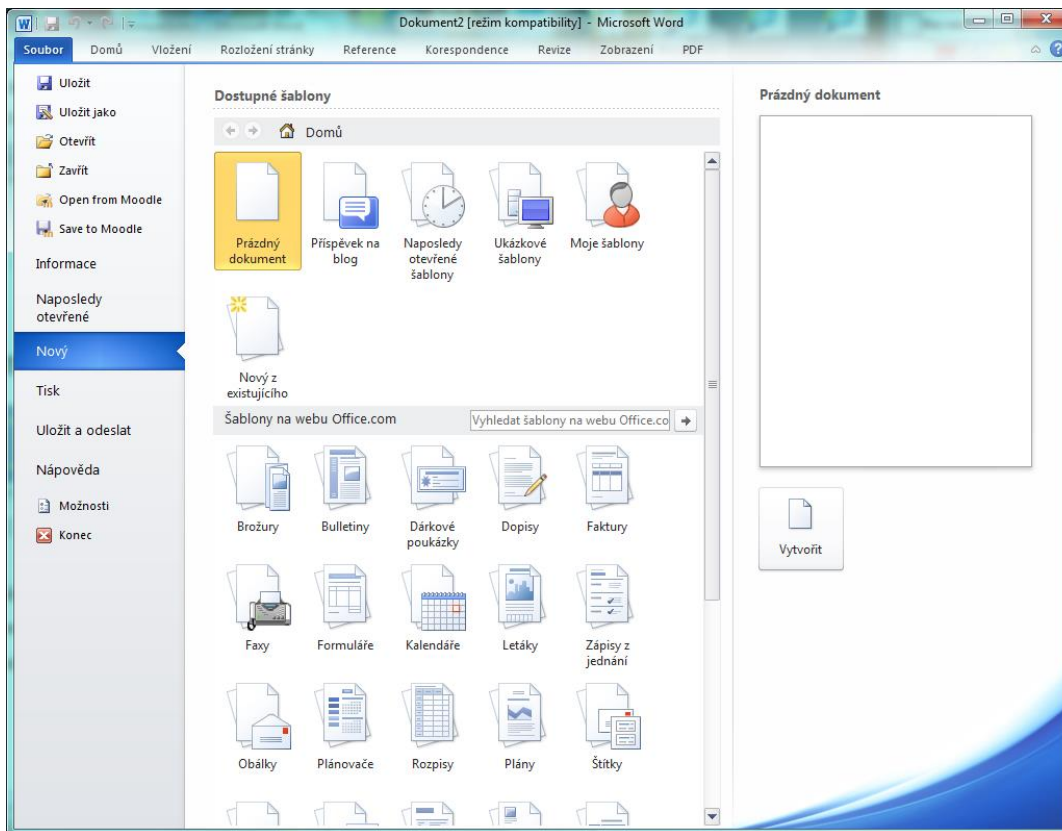 Dokument2 [režim kompatibility] - Microsoft Word
Soubor Domů Vložení Rozložení stránky Reference Korespondence Revize Zobrazení PDF
Uložit
Uložit jako
Otevřít
Zavřít
Open from Moodle
Save to Moodle
Informace
Naposledy
otevřené
Nový
Tisk
Uložit a odeslat
Nápověda
Možnosti
Konec
Dostupné šablony
Domů
Prázdný
dokument
Příspěvek na
blog
Naposledy
otevřené
šablony
Ukázkové
šablony
Moje šablony
Nový z
existujícího
Šablony na webu Office.com
Vyhledat šablony na webu Office.co
Brožury
Bulletiny
Dárkové
poukázky
Dopisy
Faktury
Faxy
Formuláře
Kalendáře
Letáky
Zápisy z
jednání
Obálky
Plánovače
Rozpisy
Plány
Štítky
Prázdný dokument
Vytvořit